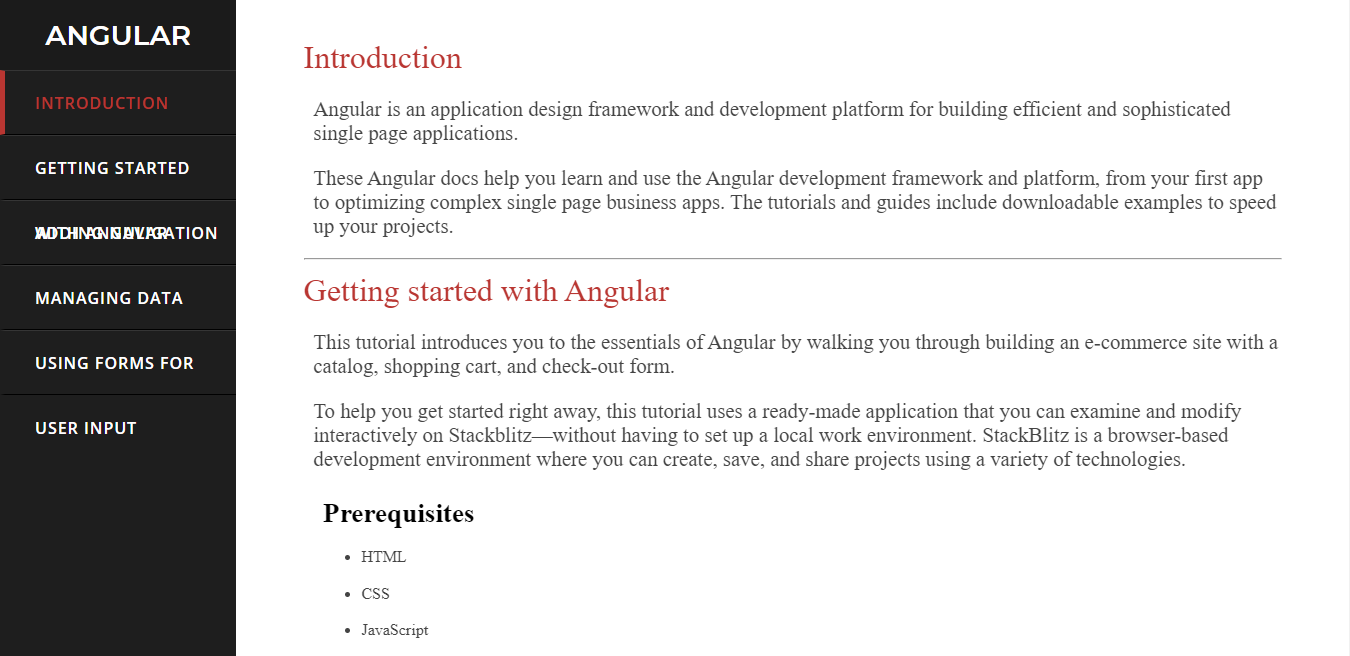 ANGULAR
INTRODUCTION
GETTING STARTED
WITH ANGULAR
ADDING NAVIGATION
MANAGING DATA
USING FORMS FOR
USER INPUT
Introduction
Angular is an application design framework and development platform for building efficient and sophisticated
single page applications.
These Angular docs help you learn and use the Angular development framework and platform, from your first app
to optimizing complex single page business apps. The tutorials and guides include downloadable examples to speed
up your projects.
Getting started with Angular
This tutorial introduces you to the essentials of Angular by walking you through building an e-commerce site with a
catalog, shopping cart, and check-out form.
To help you get started right away, this tutorial uses a ready-made application that you can examine and modify
interactively on Stackblitz—without having to set up a local work environment. StackBlitz is a browser-based
development environment where you can create, save, and share projects using a variety of technologies.
Prerequisites
• HTML
• CSS
• JavaScript